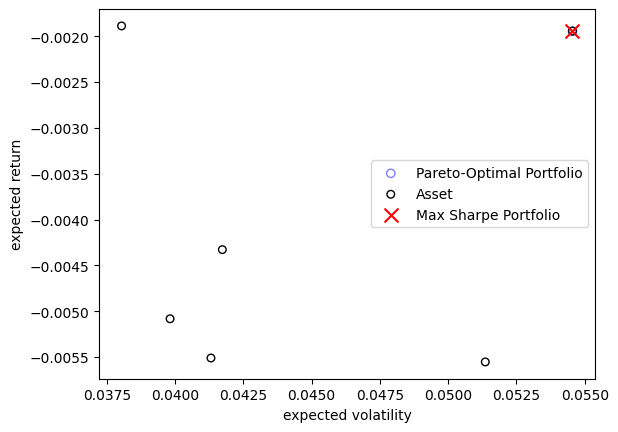 −0.0020
−0.0025
−0.0030
−0.0035
−0.0040
−0.0045
−0.0050
−0.0055
expected return
Pareto-Optimal Portfolio
Asset
Max Sharpe Portfolio
0.0375 0.0400 0.0425 0.0450 0.0475 0.0500 0.0525 0.0550
expected volatility